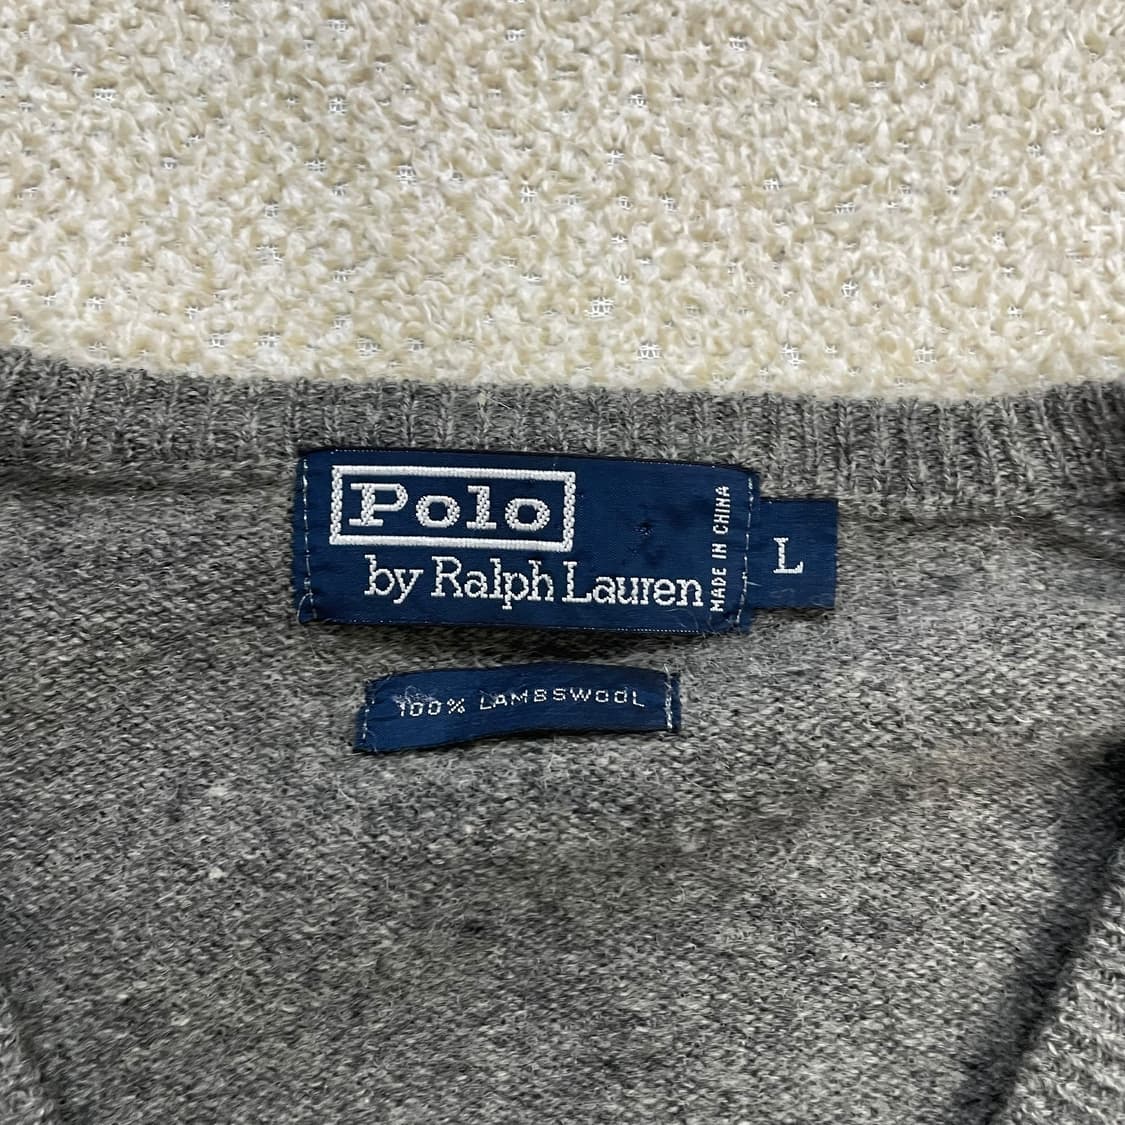 Polo
by Ralph Lauren
MADE IN CHINA
L
100% LAMBSWOOL